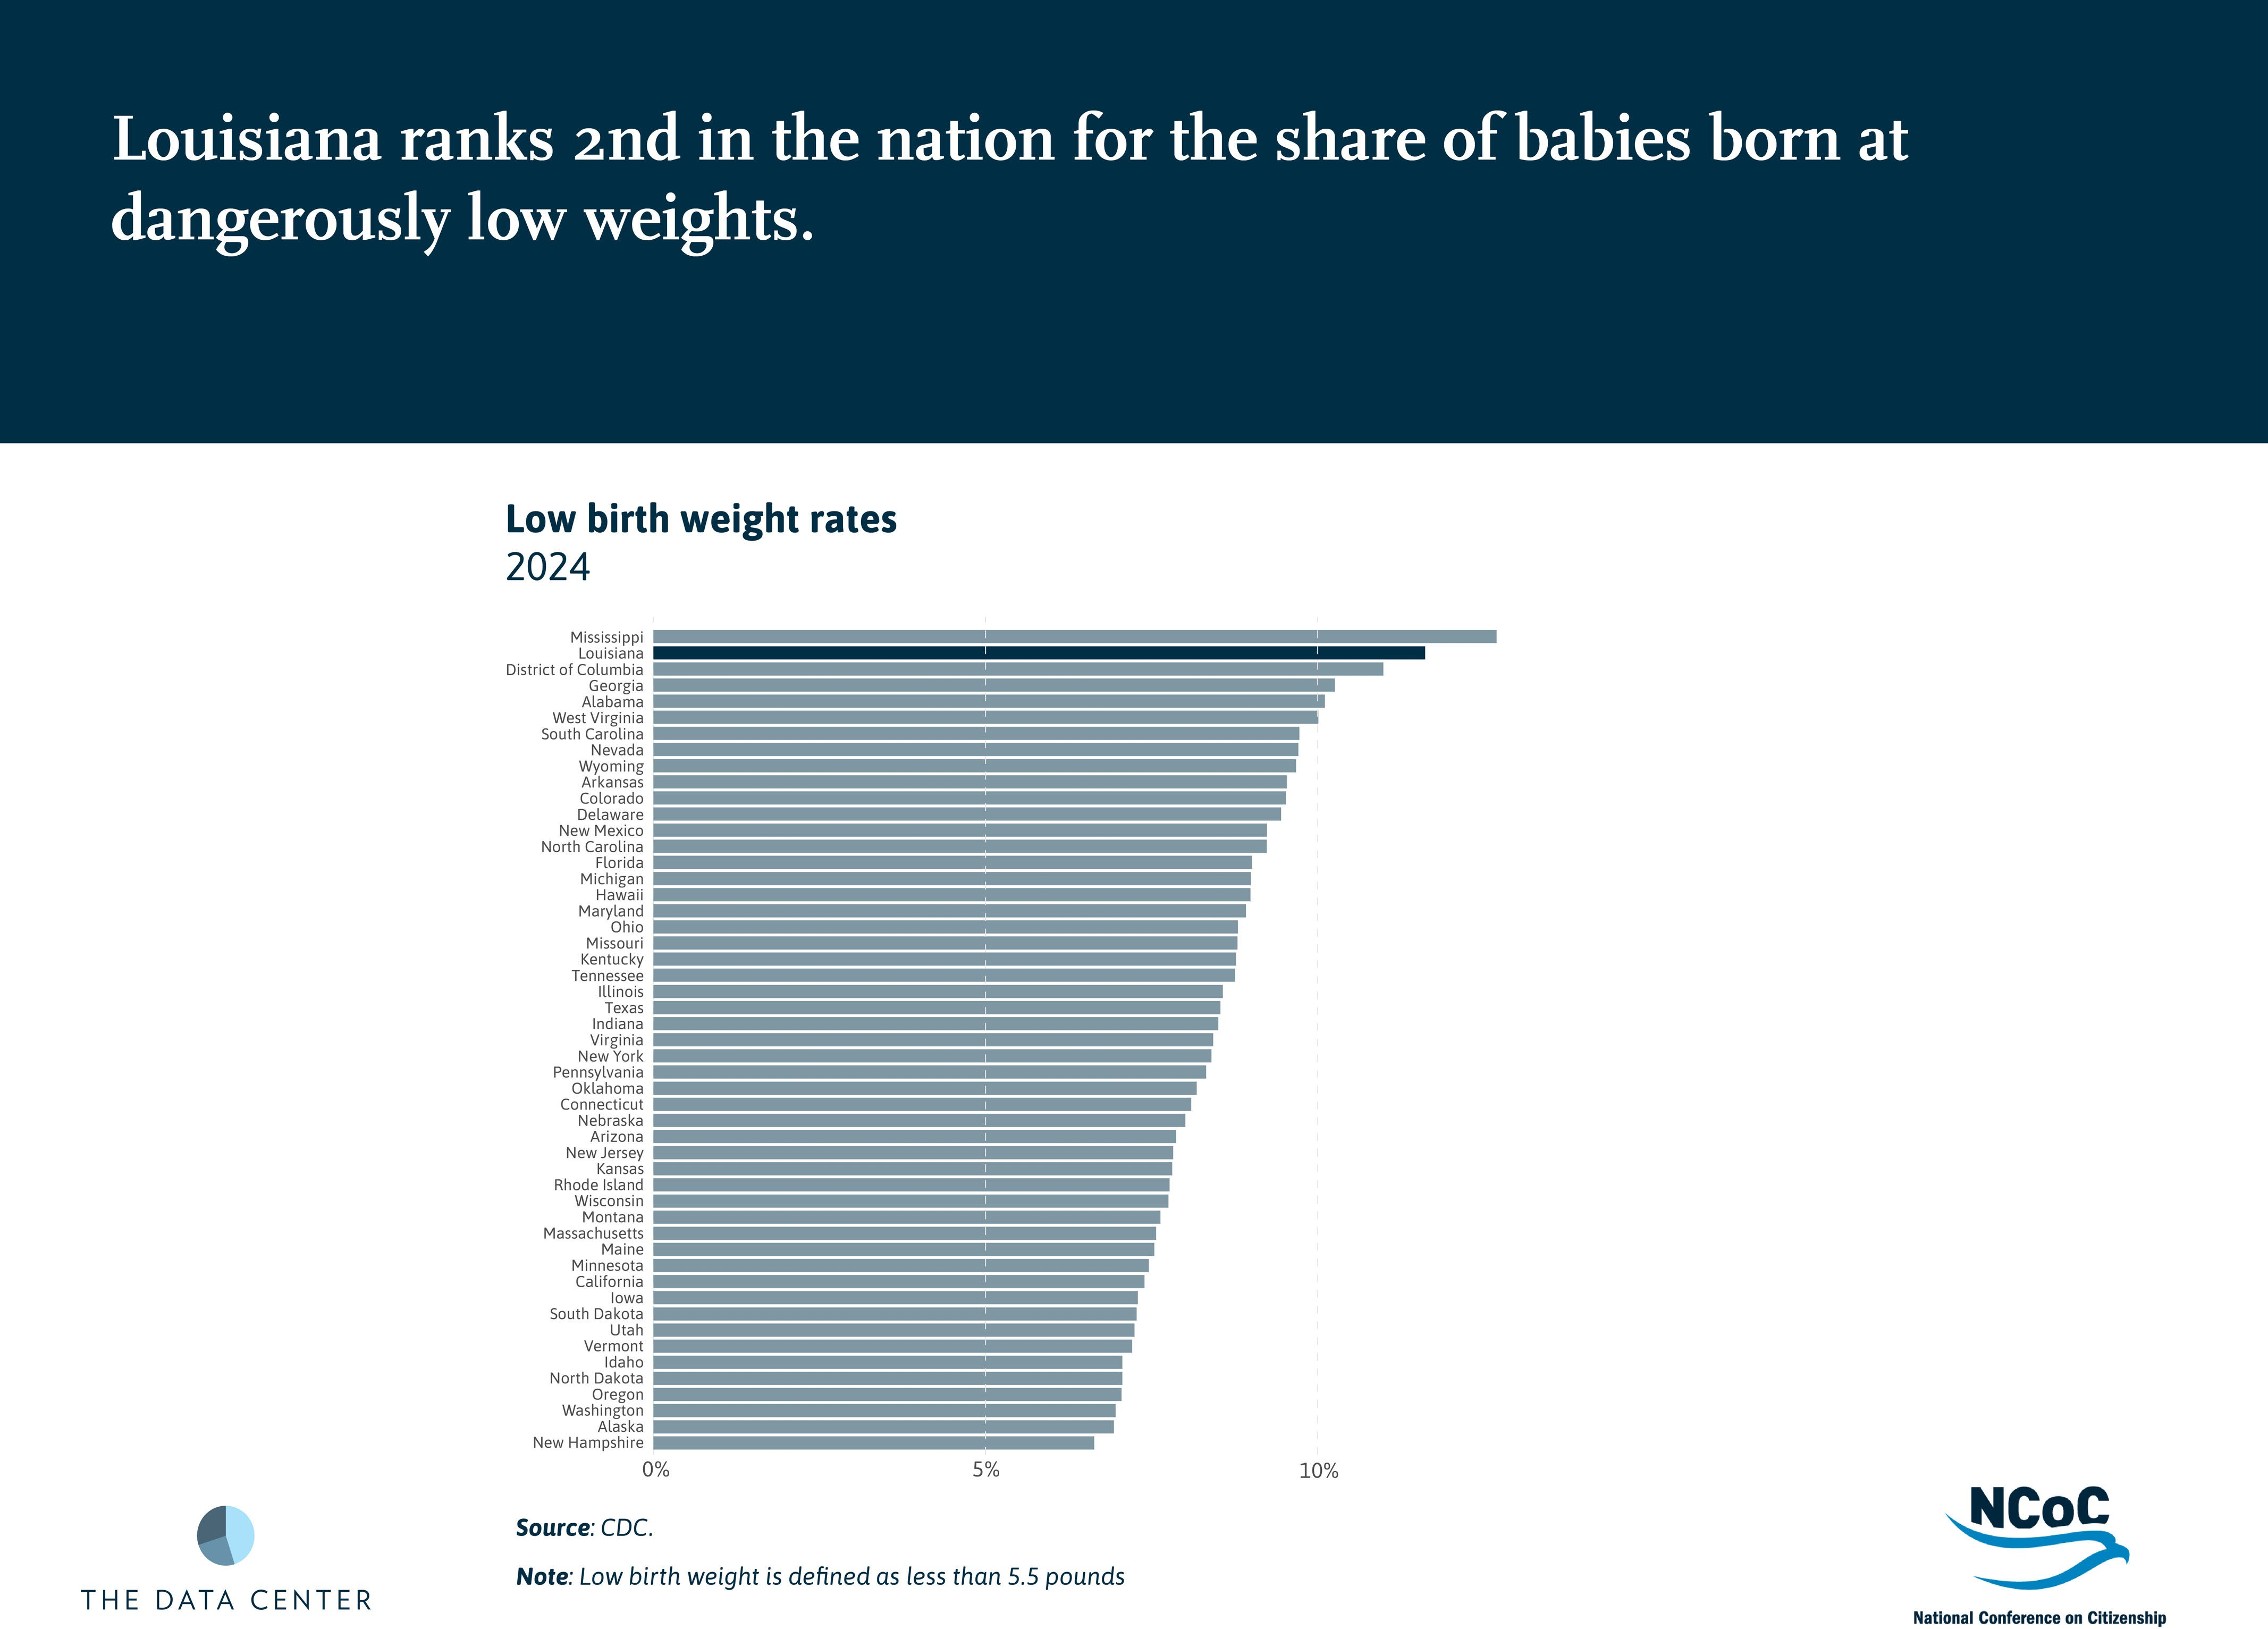 Louisiana ranks 2nd in the nation for the share of babies born at
dangerously low weights.
Low birth weight rates
2024
Mississippi
Louisiana
District of Columbia
Georgia
Alabama
West Virginia
South Carolina
Nevada
Wyoming
Arkansas
Colorado
Delaware
New Mexico
North Carolina
Florida
Michigan
Hawaii
Maryland
Ohio
Missouri
Kentucky
Tennessee
Illinois
Texas
Indiana
Virginia
New York
Pennsylvania
Oklahoma
Connecticut
Nebraska
Arizona
New Jersey
Kansas
Rhode Island
Wisconsin
Montana
Massachusetts
Maine
Minnesota
California
Iowa
South Dakota
Utah
Vermont
Idaho
North Dakota
Oregon
Washington
Alaska
New Hampshire
0% 5% 10%
Source: CDC.
Note: Low birth weight is defined as less than 5.5 pounds
THE DATA CENTER
NCoC
National Conference on Citizenship